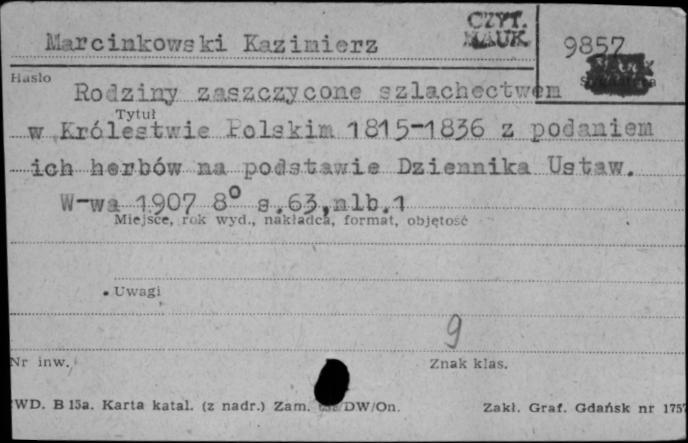 Marcinkowski Kazimierz
CZYT.
NAUK.
9857
Hasło
Rodziny zaszczycone szlachectwem
Tytuł
w Królestwie Polskim 1815-1836 z podaniem
ich herbów na podstawie Dziennika Ustaw.
W-wa 1907 8° s.63,nlb.1
Miejsce, rok wyd., nakładca, format, objętość
Uwagi
9
Nr inw.
Znak klas.
WD. B 15a. Karta katal. (z nadr.) Zam. DW/On.
Zakł. Graf. Gdańsk nr 1757